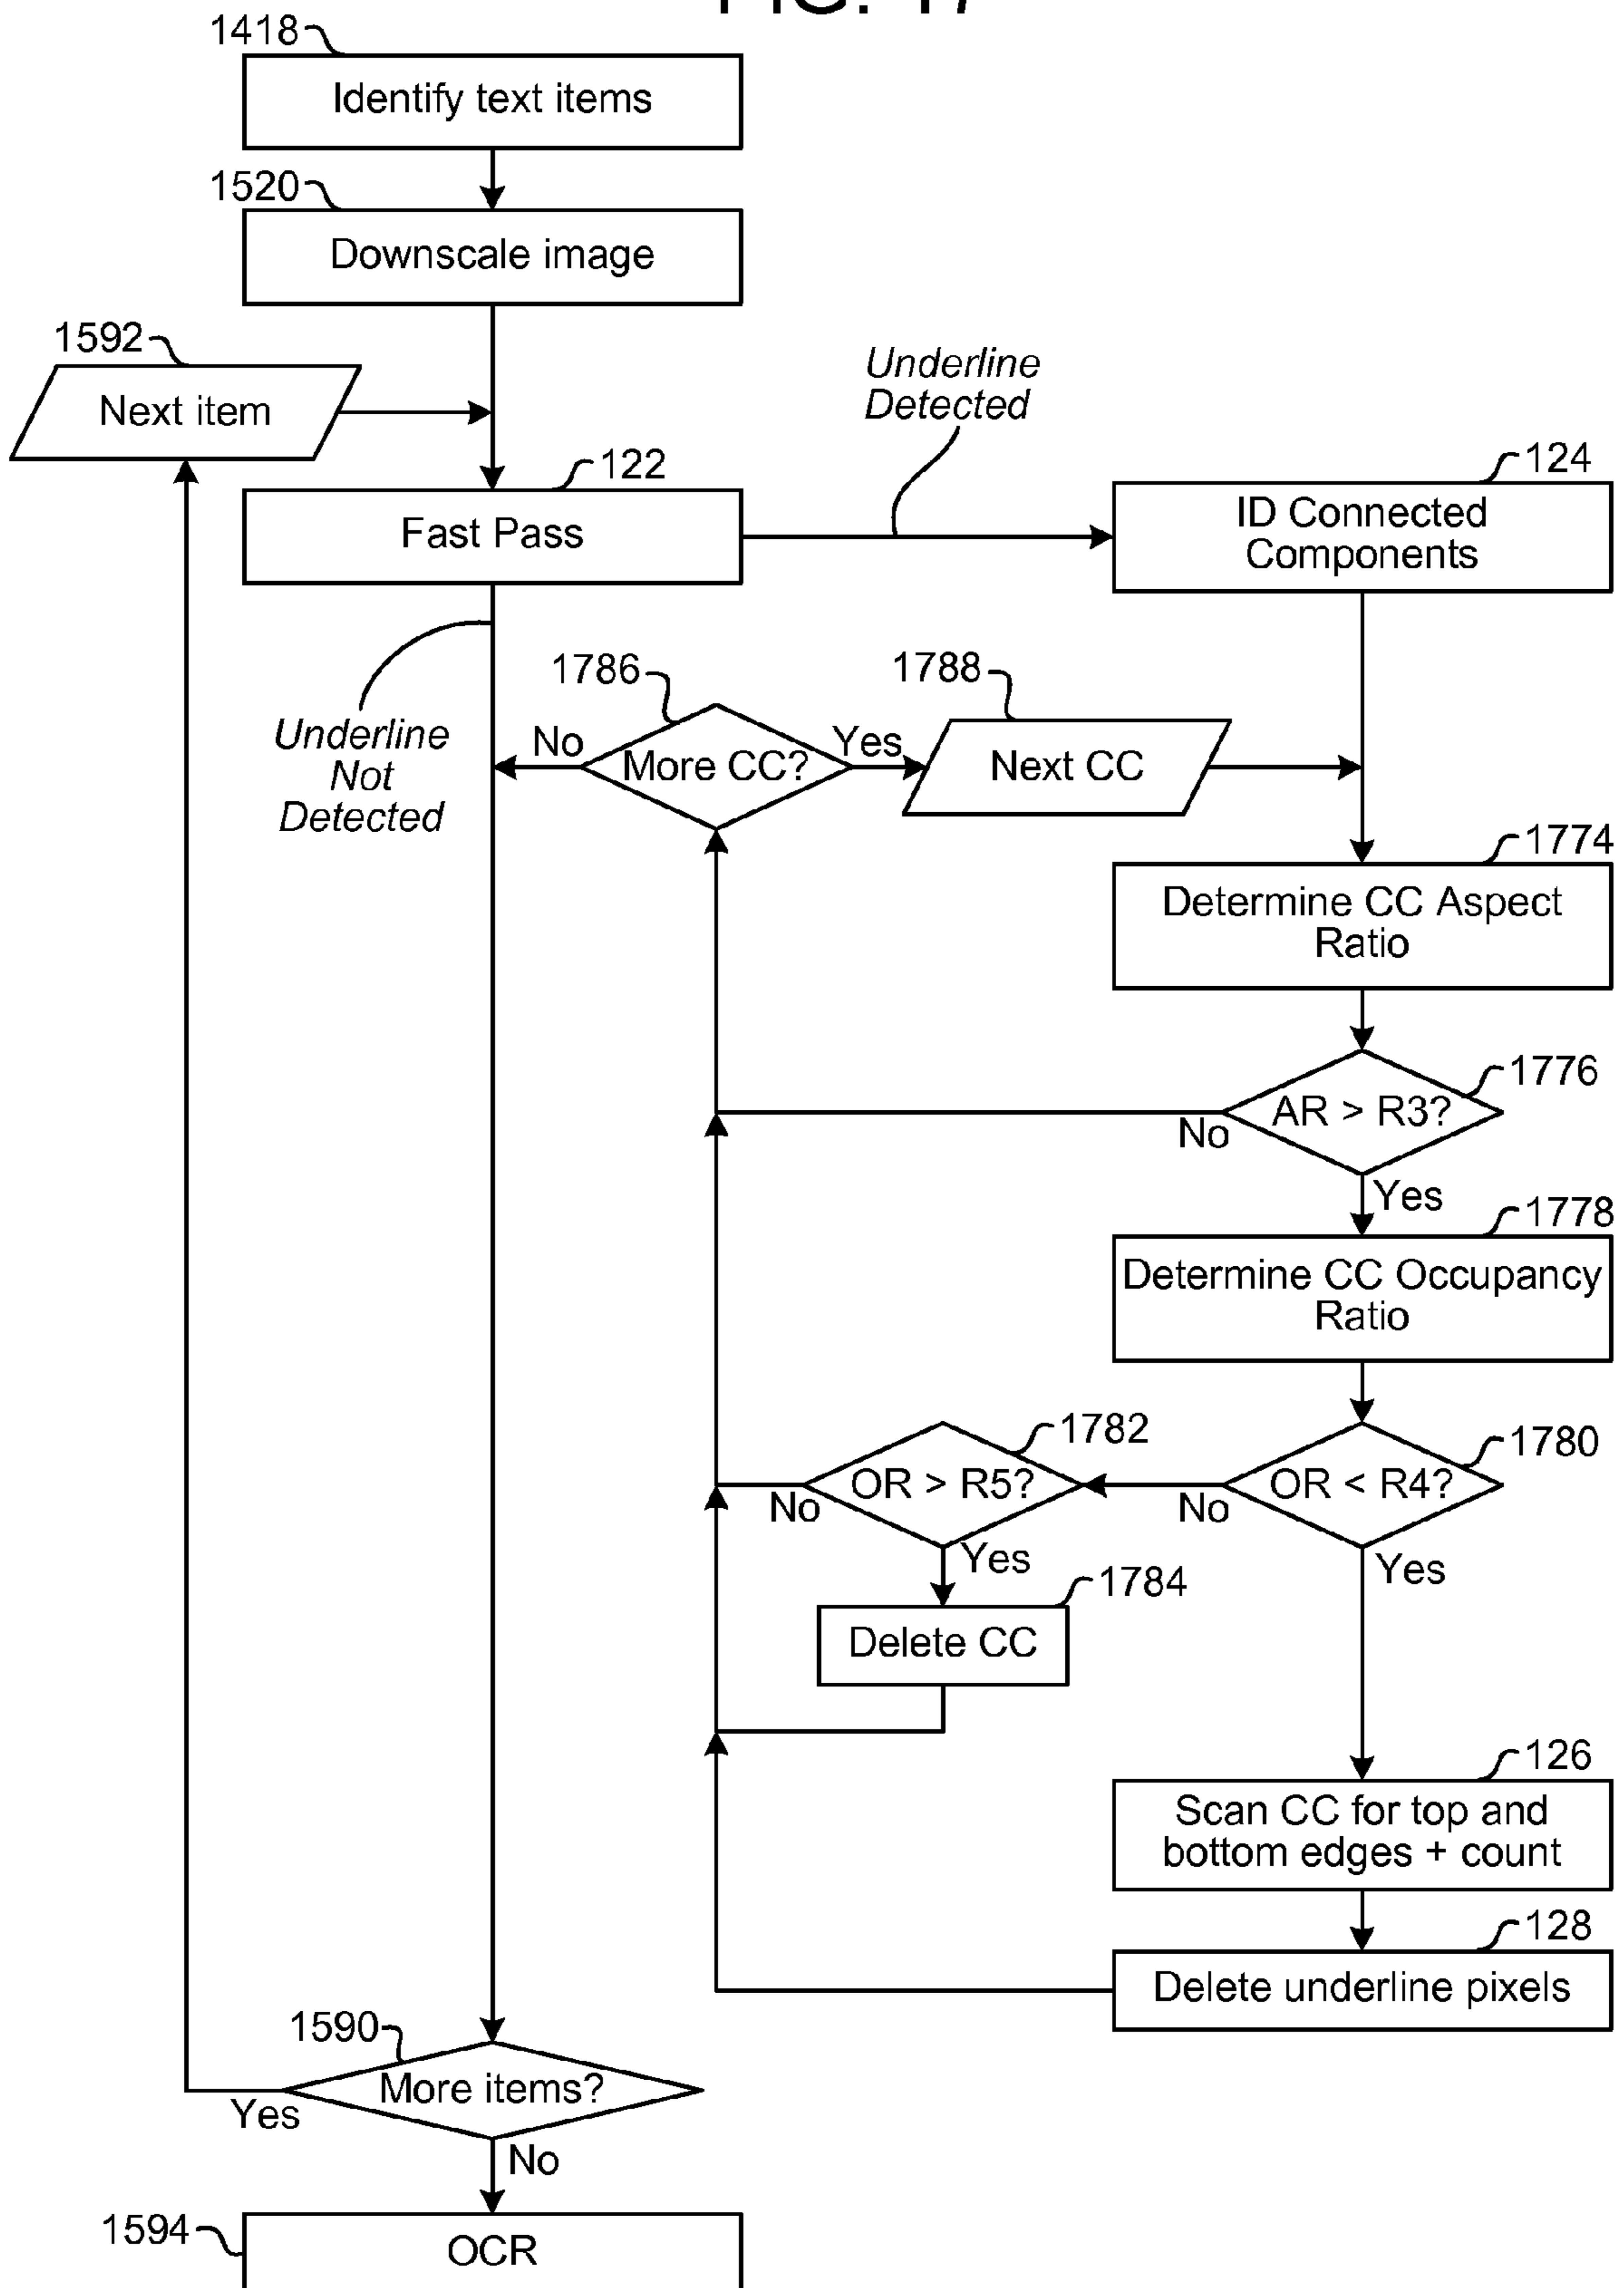 FIG. 17
1418
Identify text items
1520
Downscale image
1592
Next item
Underline
Detected
122
Fast Pass
124
ID Connected
Components
Underline
Not
Detected
1786
No
More CC?
Yes
1788
Next CC
1774
Determine CC Aspect
Ratio
1776
AR > R3?
No
Yes
1778
Determine CC Occupancy
Ratio
1780
OR < R4?
No
Yes
1782
OR > R5?
No
Yes
1784
Delete CC
126
Scan CC for top and
bottom edges + count
128
Delete underline pixels
1590
More items?
Yes
No
1594
OCR